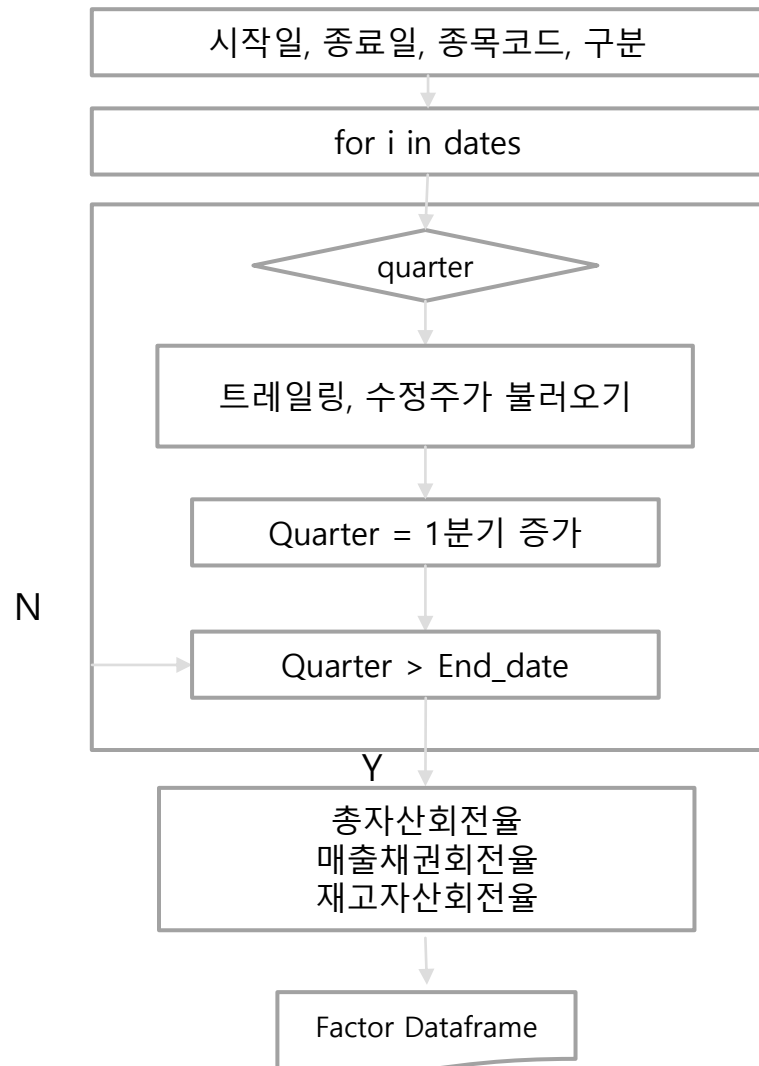 시작일, 종료일, 종목코드, 구분
for i in dates
quarter
트레일링, 수정주가 불러오기
Quarter = 1분기 증가
N
Quarter > End_date
Y
총자산회전율
매출채권회전율
재고자산회전율
Factor Dataframe